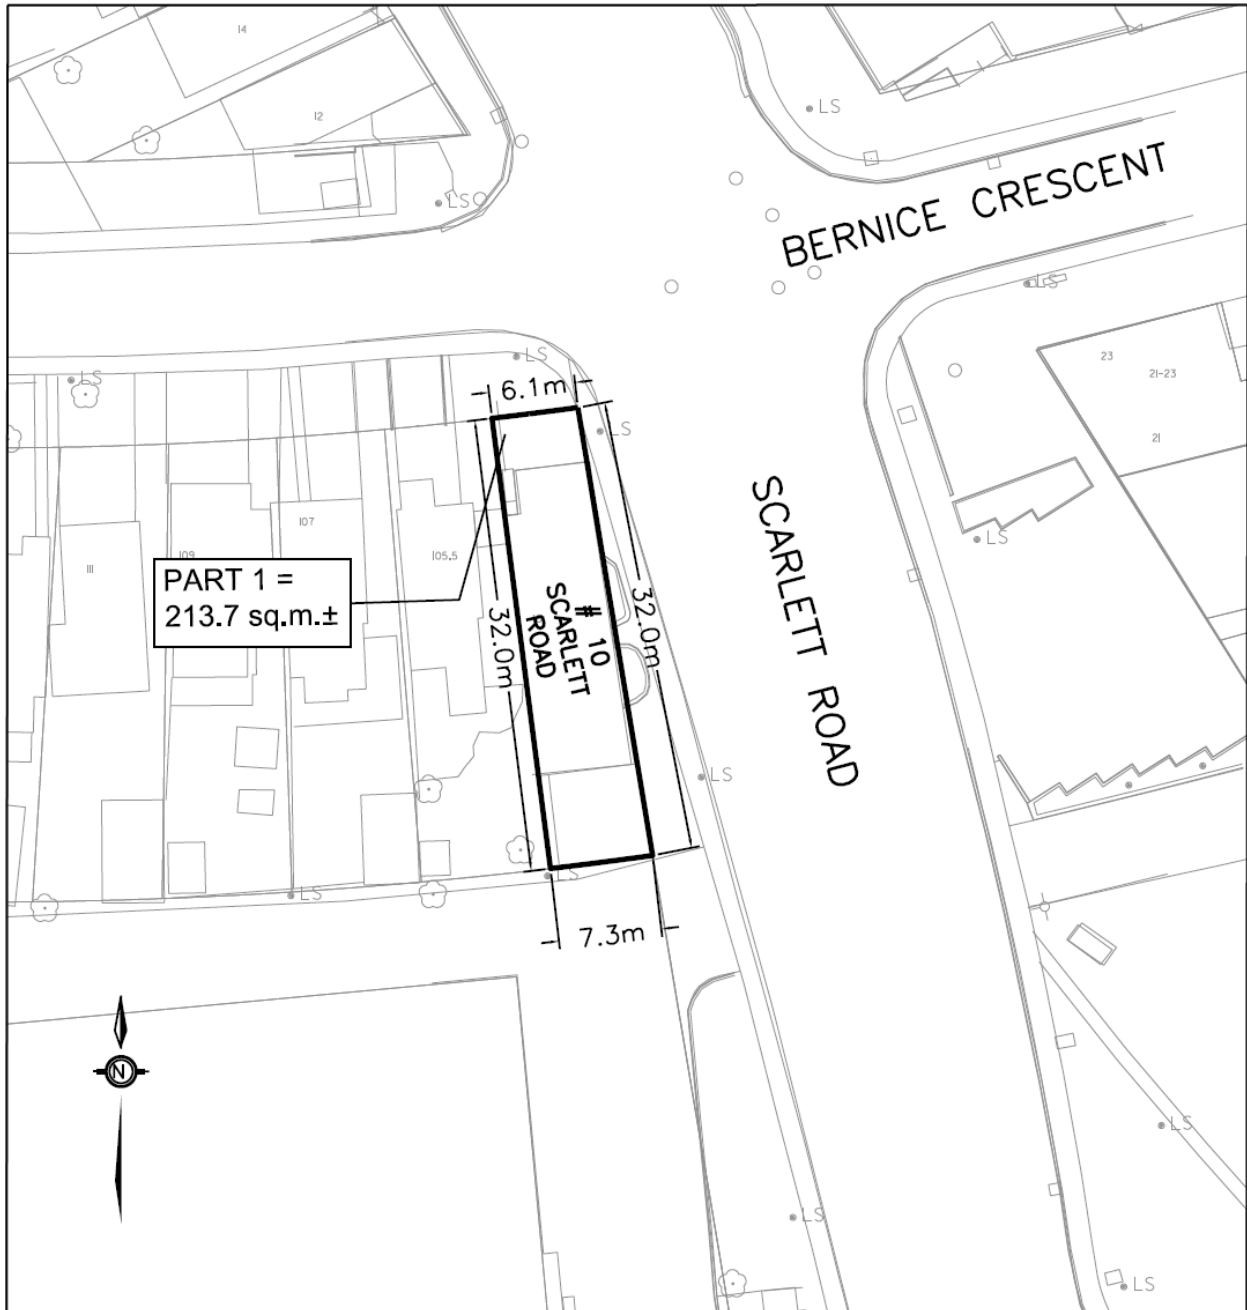 14
12
LS
LS
BERNICE CRESCENT
LS
LS
LS
6.1m
LS
23
21-23
21
SCARLETT ROAD
107
109
105.5
111
LS
PART 1 =
213.7 sq.m.±
32.0m
# 10
SCARLETT
ROAD
32.0m
LS
LS
LS
7.3m
N
LS
LS
LS